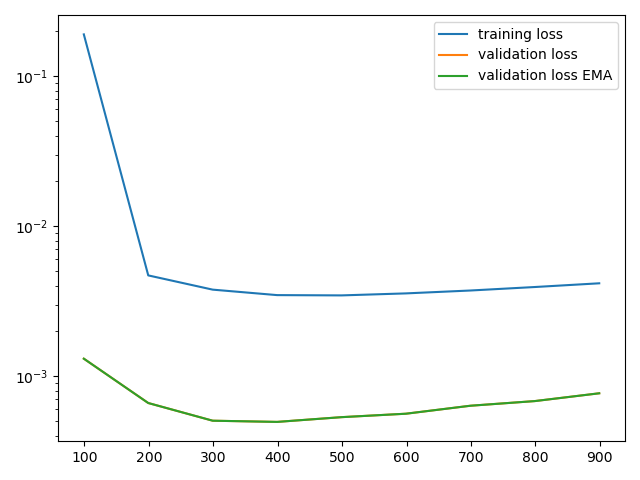 training loss
validation loss
validation loss EMA
10⁻¹
10⁻²
10⁻³
100 200 300 400 500 600 700 800 900